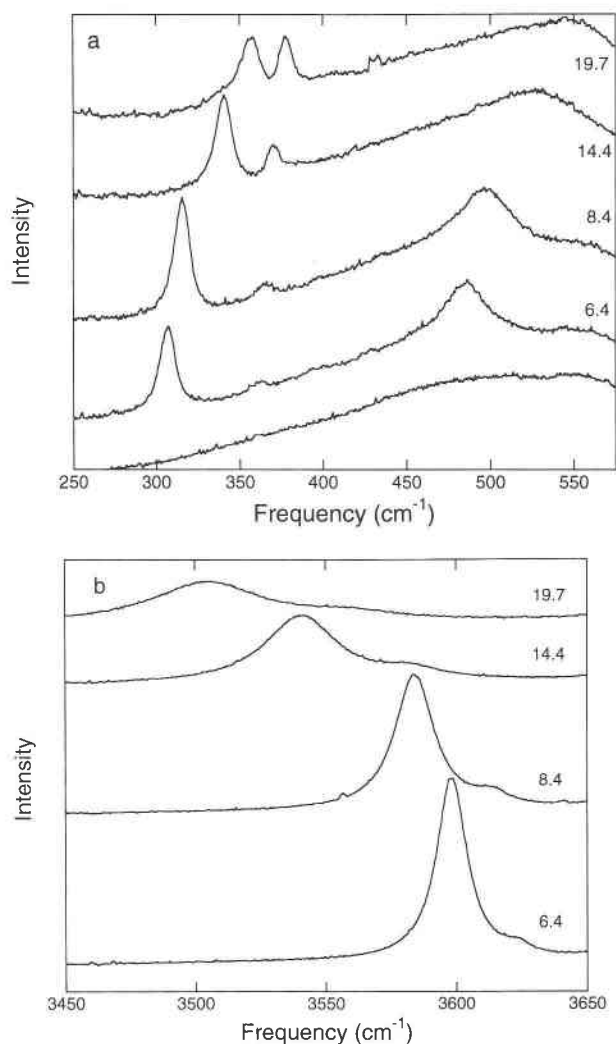 a
19.7
14.4
8.4
6.4
Intensity
250 300 350 400 450 500 550
Frequency (cm-1)
b
19.7
14.4
8.4
6.4
Intensity
3450 3500 3550 3600 3650
Frequency (cm-1)